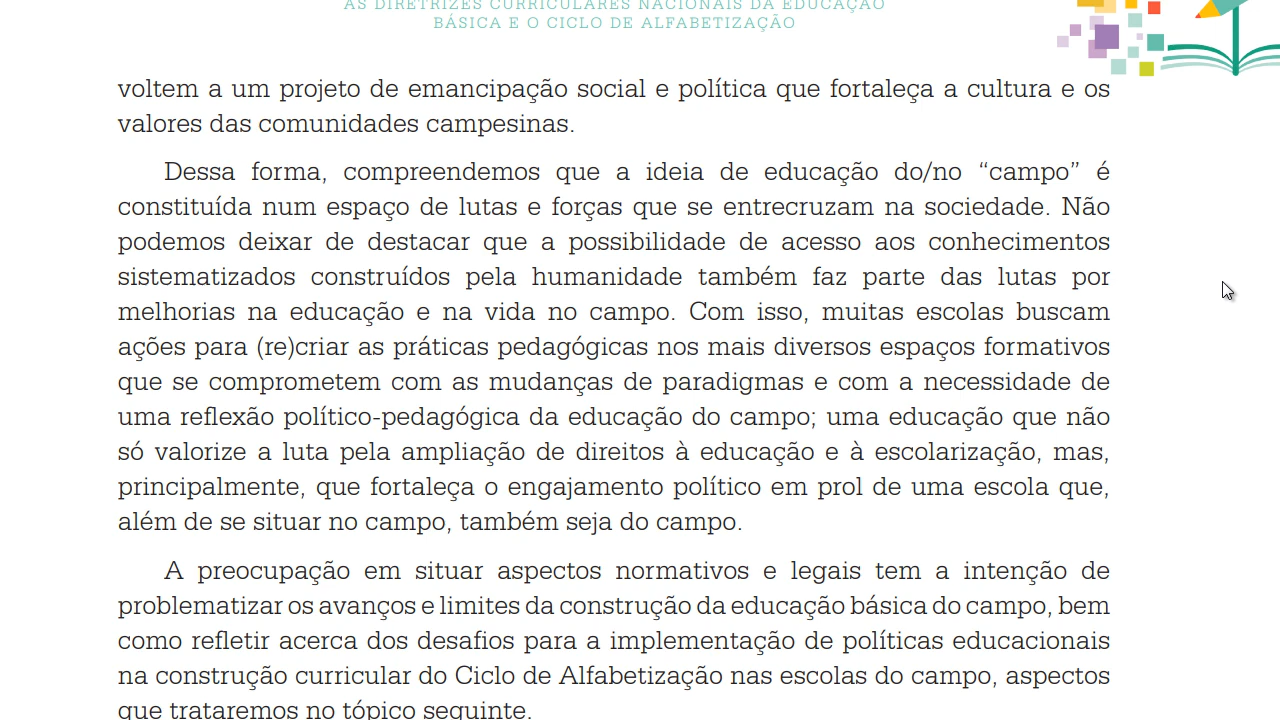 AS DIRETRIZES CURRICULARES NACIONAIS DA EDUCAÇÃO
BÁSICA E O CICLO DE ALFABETIZAÇÃO
voltem a um projeto de emancipação social e política que fortaleça a cultura e os
valores das comunidades campesinas.
Dessa forma, compreendemos que a ideia de educação do/no “campo” é
constituída num espaço de lutas e forças que se entrecruzam na sociedade. Não
podemos deixar de destacar que a possibilidade de acesso aos conhecimentos
sistematizados construídos pela humanidade também faz parte das lutas por
melhorias na educação e na vida no campo. Com isso, muitas escolas buscam
ações para (re)criar as práticas pedagógicas nos mais diversos espaços formativos
que se comprometem com as mudanças de paradigmas e com a necessidade de
uma reflexão político-pedagógica da educação do campo; uma educação que não
só valorize a luta pela ampliação de direitos à educação e à escolarização, mas,
principalmente, que fortaleça o engajamento político em prol de uma escola que,
além de se situar no campo, também seja do campo.
A preocupação em situar aspectos normativos e legais tem a intenção de
problematizar os avanços e limites da construção da educação básica do campo, bem
como refletir acerca dos desafios para a implementação de políticas educacionais
na construção curricular do Ciclo de Alfabetização nas escolas do campo, aspectos
que trataremos no tópico seguinte.